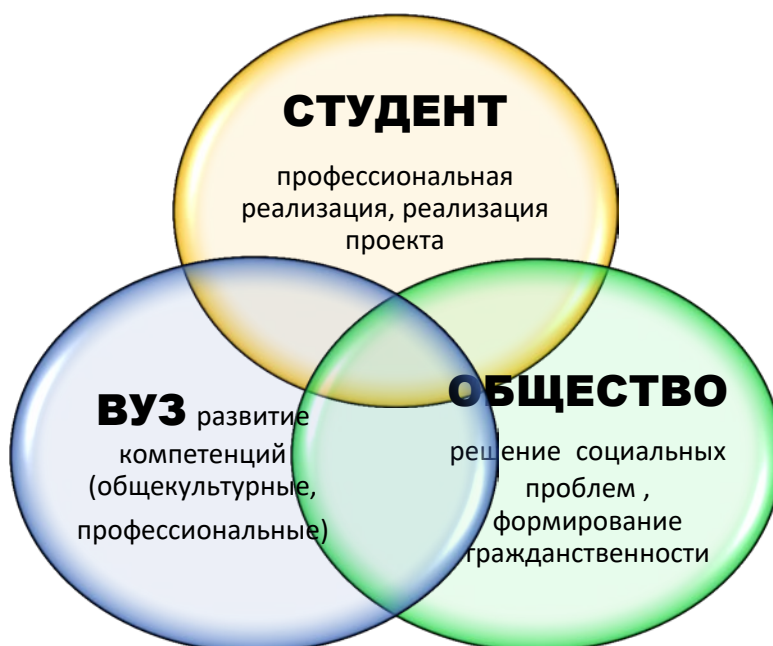 СТУДЕНТ
профессиональная
реализация, реализация
проекта
ВУЗ развитие
компетенций
(общекультурные,
профессиональные)
ОБЩЕСТВО
решение социальных
проблем ,
формирование
гражданственности